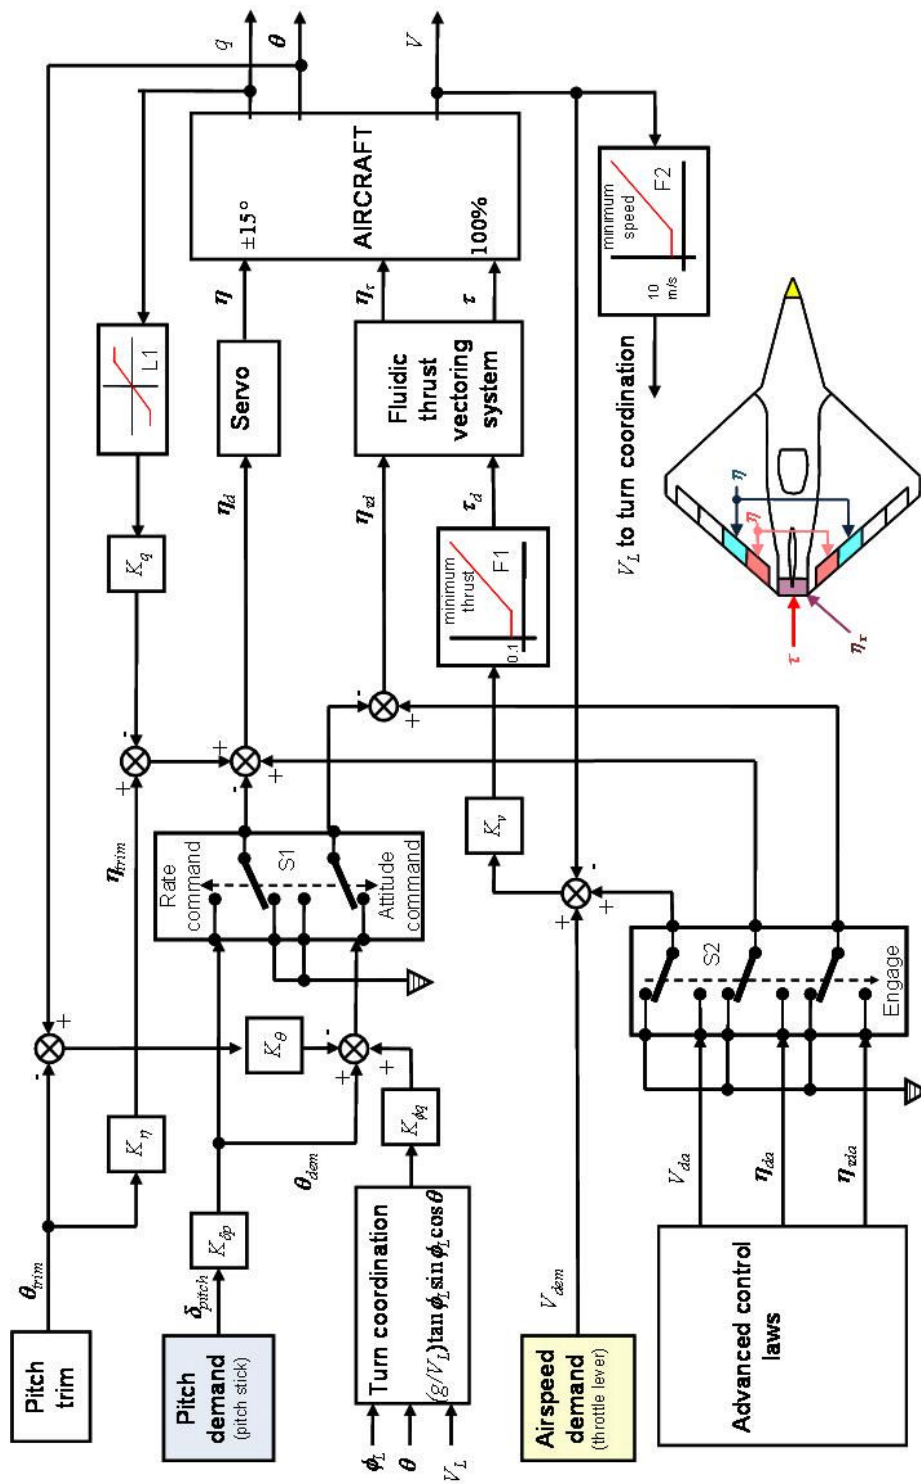 Pitch
trim
θtrim
Kη
ηtrim
Kq
L1
q
θ
V
Pitch
demand
(pitch stick)
δpitch
Kδp
θdem
Kθ
Rate
command
S1
Attitude
command
ηd
Servo
η
±15°
AIRCRAFT
100%
ϕL
θ
VL
Turn coordination
(g/VL)tanϕL sinϕL cosθ
Kϕq
ητd
Fluidic
thrust
vectoring
system
ητ
τ
Airspeed
demand
(throttle lever)
Vdem
Kv
minimum
thrust
0.1
F1
τd
minimum
speed
10
m/s
F2
VL to turn coordination
Advanced control
laws
Vda
ηda
ητda
S2
Engage
η
η
τ
ητ
+
-
+
-
+
-
+
+
-
+
+
-
+
+
+
-